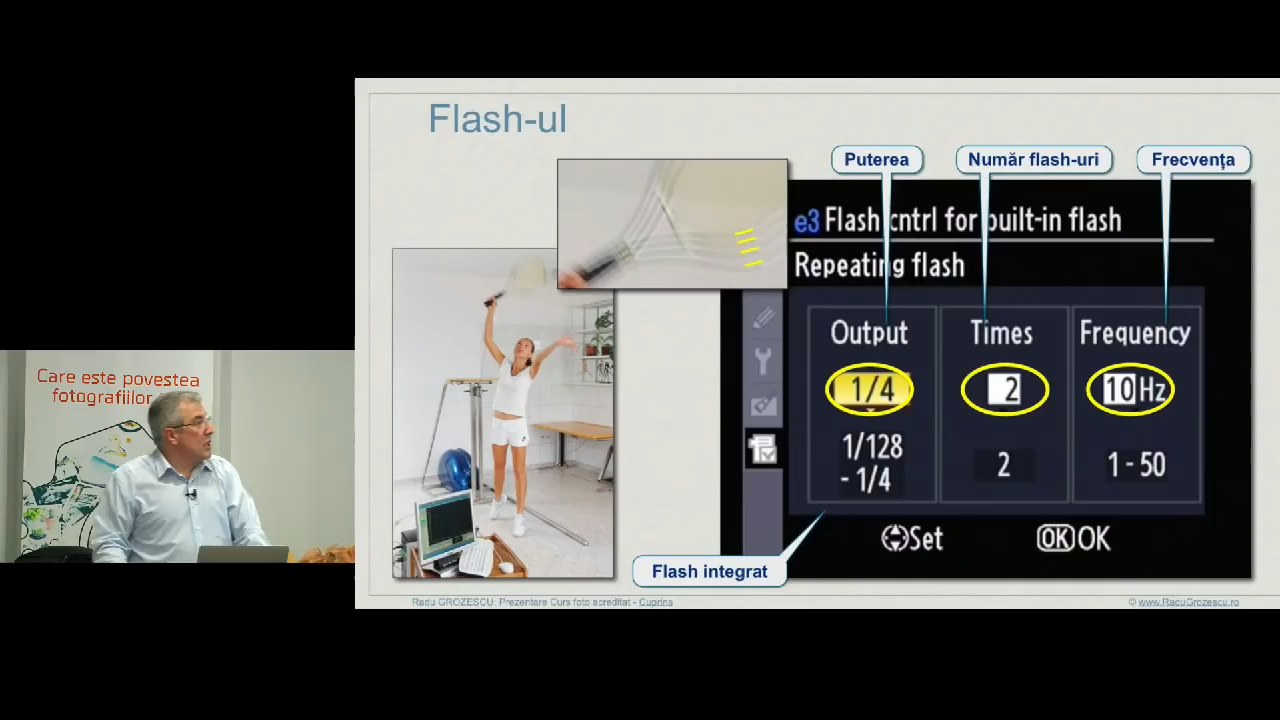 Flash-ul
Puterea
Număr flash-uri
Frecvența
e3 Flash cntrl for built-in flash
Repeating flash
Output
Times
Frequency
1/4
2
10 Hz
1/128
- 1/4
2
1 - 50
Set
OK OK
Flash integrat
Care este povestea
fotografiilor
Radu GROZESCU: Prezentare Curs foto acreditat - Cuprins
© www.RaduGrozescu.ro